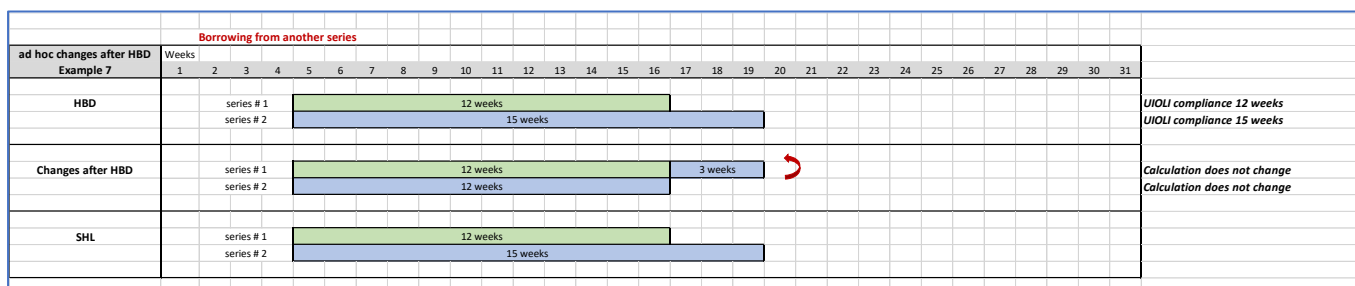 Borrowing from another series
ad hoc changes after HBD Weeks
Example 7 1 2 3 4 5 6 7 8 9 10 11 12 13 14 15 16 17 18 19 20 21 22 23 24 25 26 27 28 29 30 31
HBD series # 1 12 weeks UIOLI compliance 12 weeks
series # 2 15 weeks UIOLI compliance 15 weeks
Changes after HBD series # 1 12 weeks 3 weeks Calculation does not change
series # 2 12 weeks Calculation does not change
SHL series # 1 12 weeks
series # 2 15 weeks